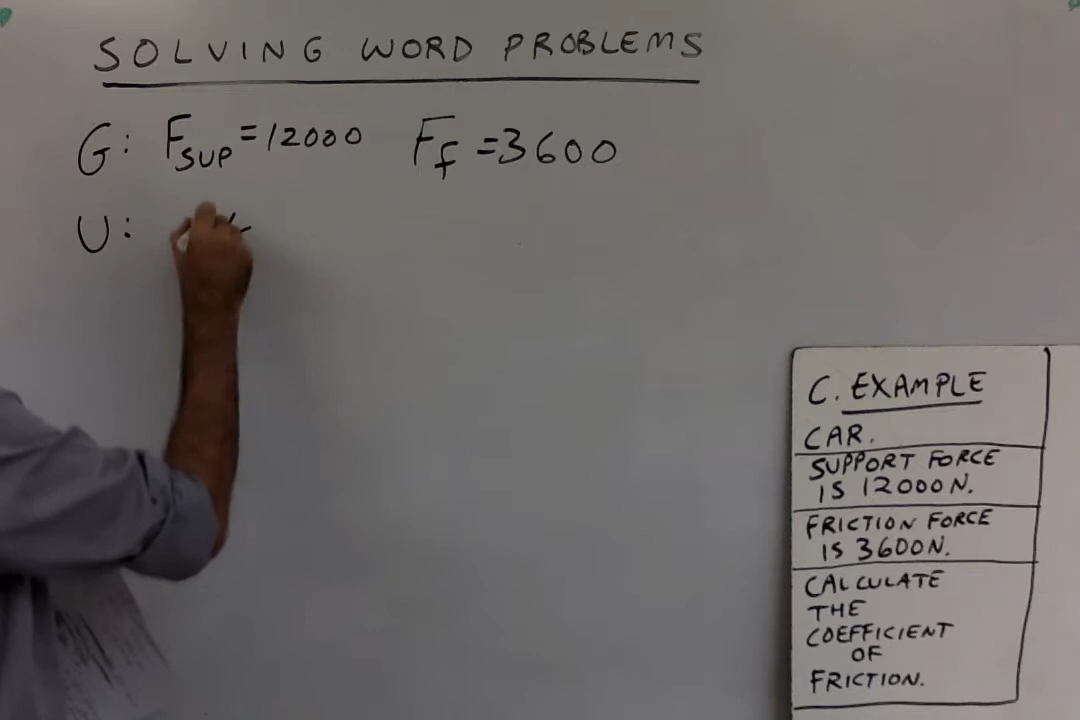 SOLVING WORD PROBLEMS
G: F_SUP = 12000 F_f = 3600
U:
C. EXAMPLE
CAR.
SUPPORT FORCE
IS 12000N.
FRICTION FORCE
IS 3600N.
CALCULATE
THE
COEFFICIENT
OF
FRICTION.